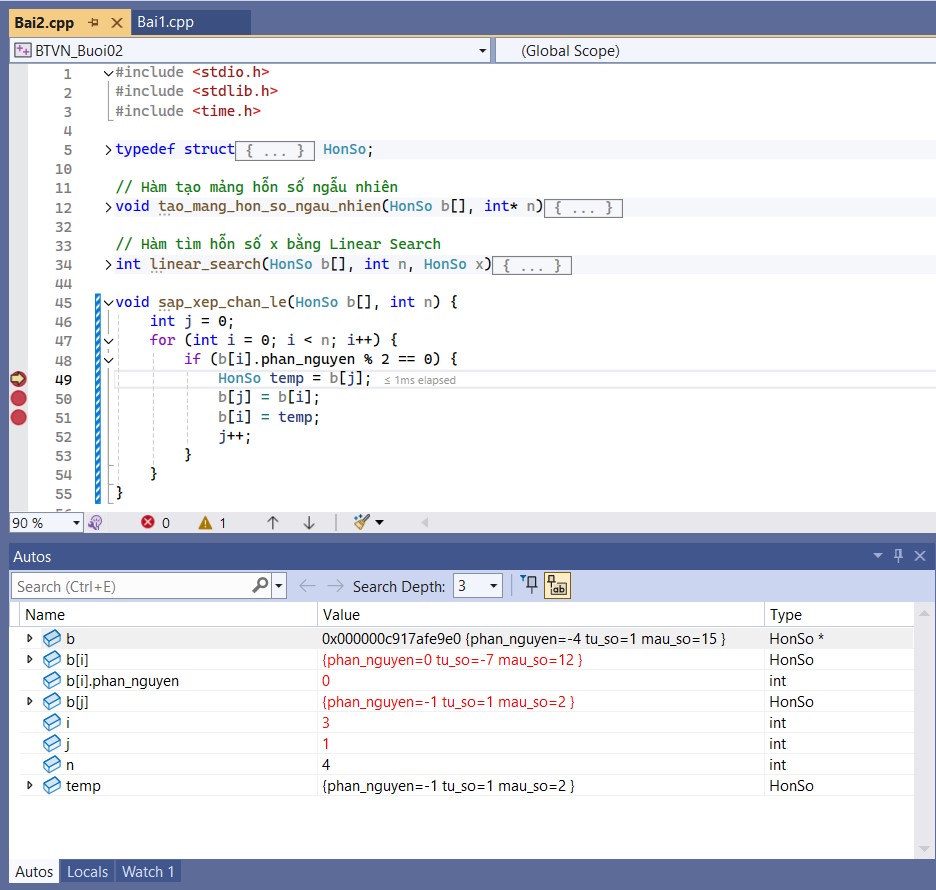 Bai2.cpp Bai1.cpp
BTVN_Buoi02 (Global Scope)
1 #include <stdio.h>
2 #include <stdlib.h>
3 #include <time.h>
4
5 typedef struct{ ... } HonSo;
10
11 // Hàm tạo mảng hỗn số ngẫu nhiên
12 void tao_mang_hon_so_ngau_nhien(HonSo b[], int* n){ ... }
32
33 // Hàm tìm hỗn số x bằng Linear Search
34 int linear_search(HonSo b[], int n, HonSo x){ ... }
44
45 void sap_xep_chan_le(HonSo b[], int n) {
46 int j = 0;
47 for (int i = 0; i < n; i++) {
48 if (b[i].phan_nguyen % 2 == 0) {
49 HonSo temp = b[j]; ≤ 1ms elapsed
50 b[j] = b[i];
51 b[i] = temp;
52 j++;
53 }
54 }
55 }
90 % 0 1
Autos
Search (Ctrl+E) Search Depth: 3
Name Value Type
b 0x000000c917afe9e0 {phan_nguyen=-4 tu_so=1 mau_so=15 } HonSo *
b[i] {phan_nguyen=0 tu_so=-7 mau_so=12 } HonSo
b[i].phan_nguyen 0 int
b[j] {phan_nguyen=-1 tu_so=1 mau_so=2 } HonSo
i 3 int
j 1 int
n 4 int
temp {phan_nguyen=-1 tu_so=1 mau_so=2 } HonSo
Autos Locals Watch 1